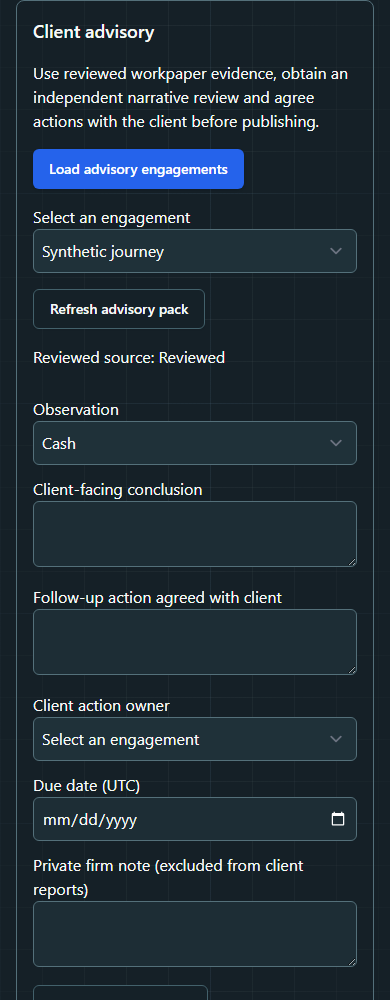 Client advisory
Use reviewed workpaper evidence, obtain an
independent narrative review and agree
actions with the client before publishing.
Load advisory engagements
Select an engagement
Synthetic journey
Refresh advisory pack
Reviewed source: Reviewed
Observation
Cash
Client-facing conclusion
Follow-up action agreed with client
Client action owner
Select an engagement
Due date (UTC)
mm/dd/yyyy
Private firm note (excluded from client
reports)